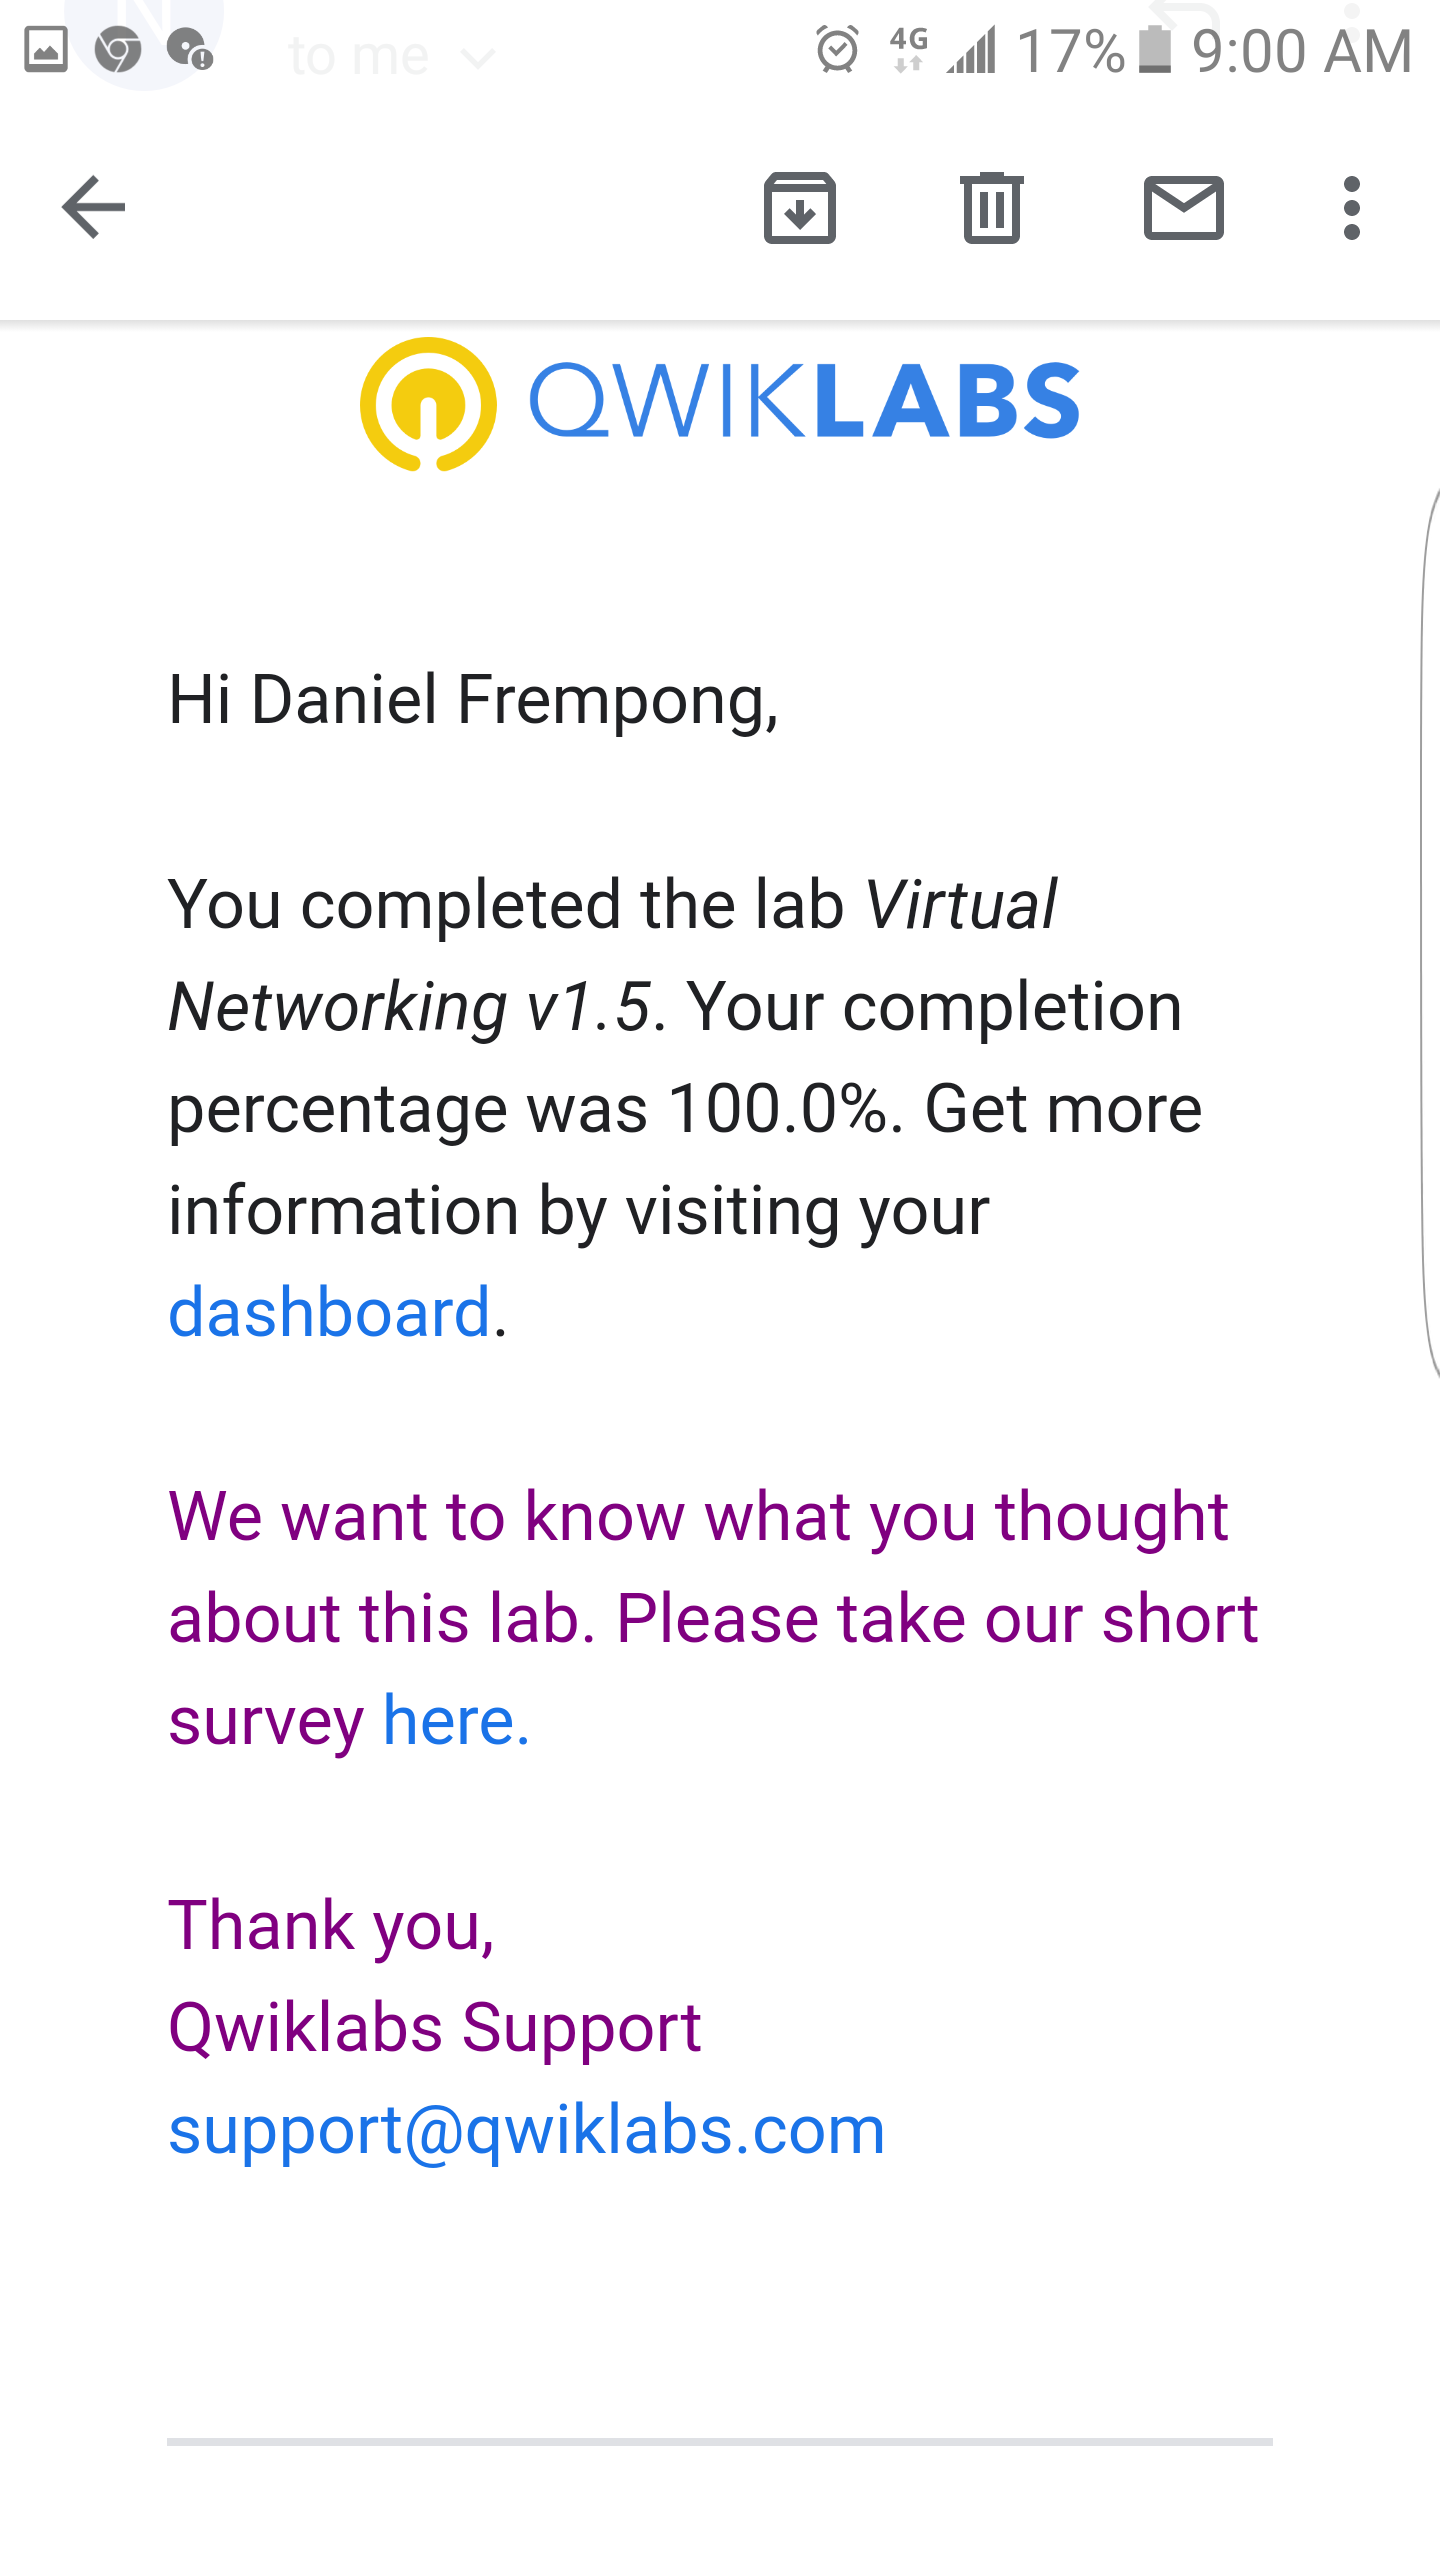 N to me
4G 17% 9:00 AM
QWIKLABS
Hi Daniel Frempong,
You completed the lab Virtual
Networking v1.5. Your completion
percentage was 100.0%. Get more
information by visiting your
dashboard.
We want to know what you thought
about this lab. Please take our short
survey here.
Thank you,
Qwiklabs Support
support@qwiklabs.com